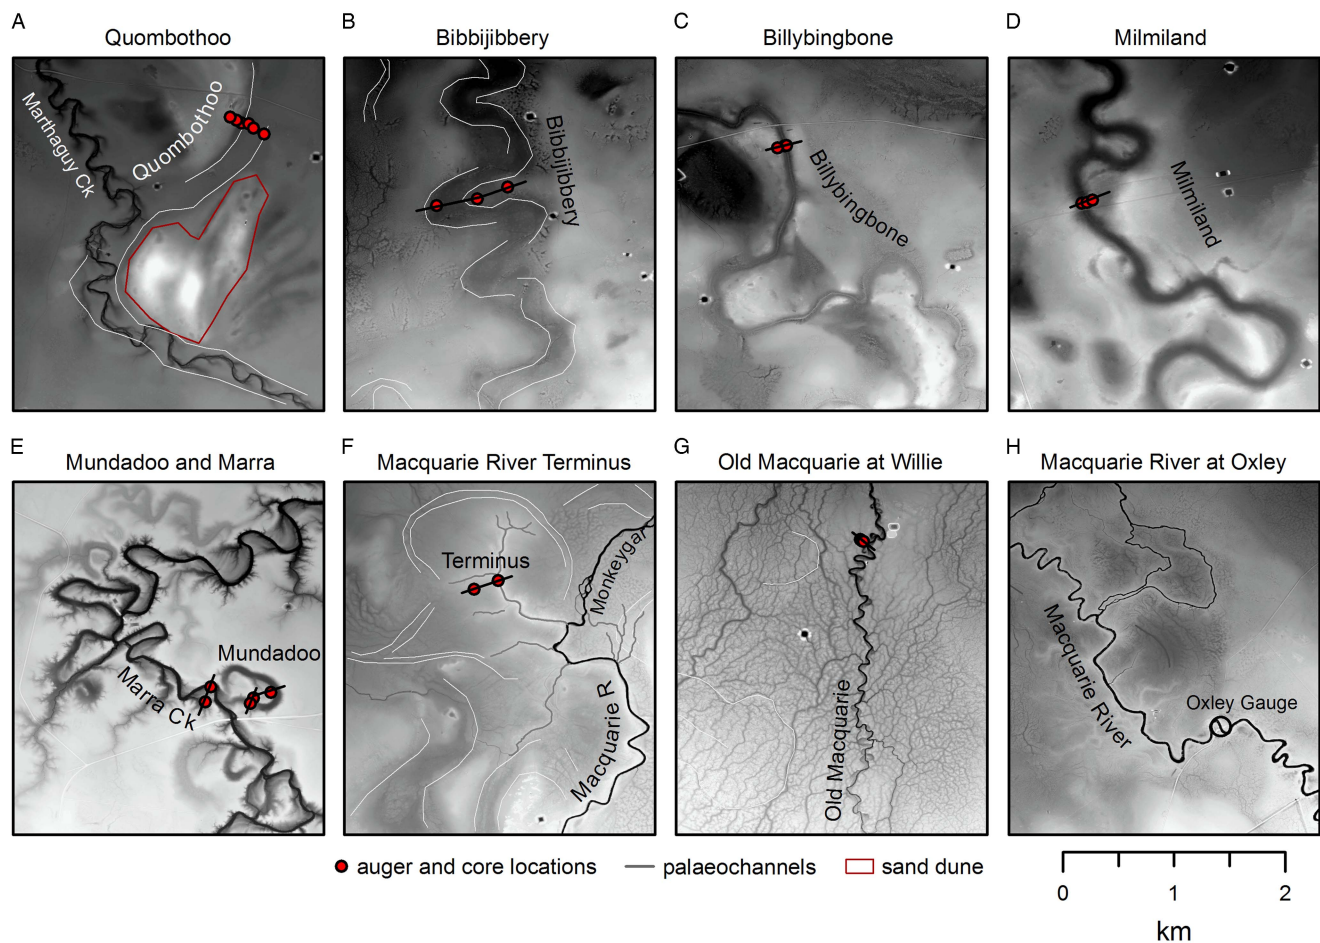 A
Quombothoo
Marthaguy Ck
Quombothoo
B
Bibbijibbery
Bibbijibbery
C
Billybingbone
Billybingbone
D
Milmiland
Milmiland
E
Mundadoo and Marra
Mundadoo
Marra Ck
F
Macquarie River Terminus
Terminus
Monkeygar
Macquarie R
G
Old Macquarie at Willie
Old Macquarie
H
Macquarie River at Oxley
Macquarie River
Oxley Gauge
auger and core locations
palaeochannels
sand dune
0 1 2
km